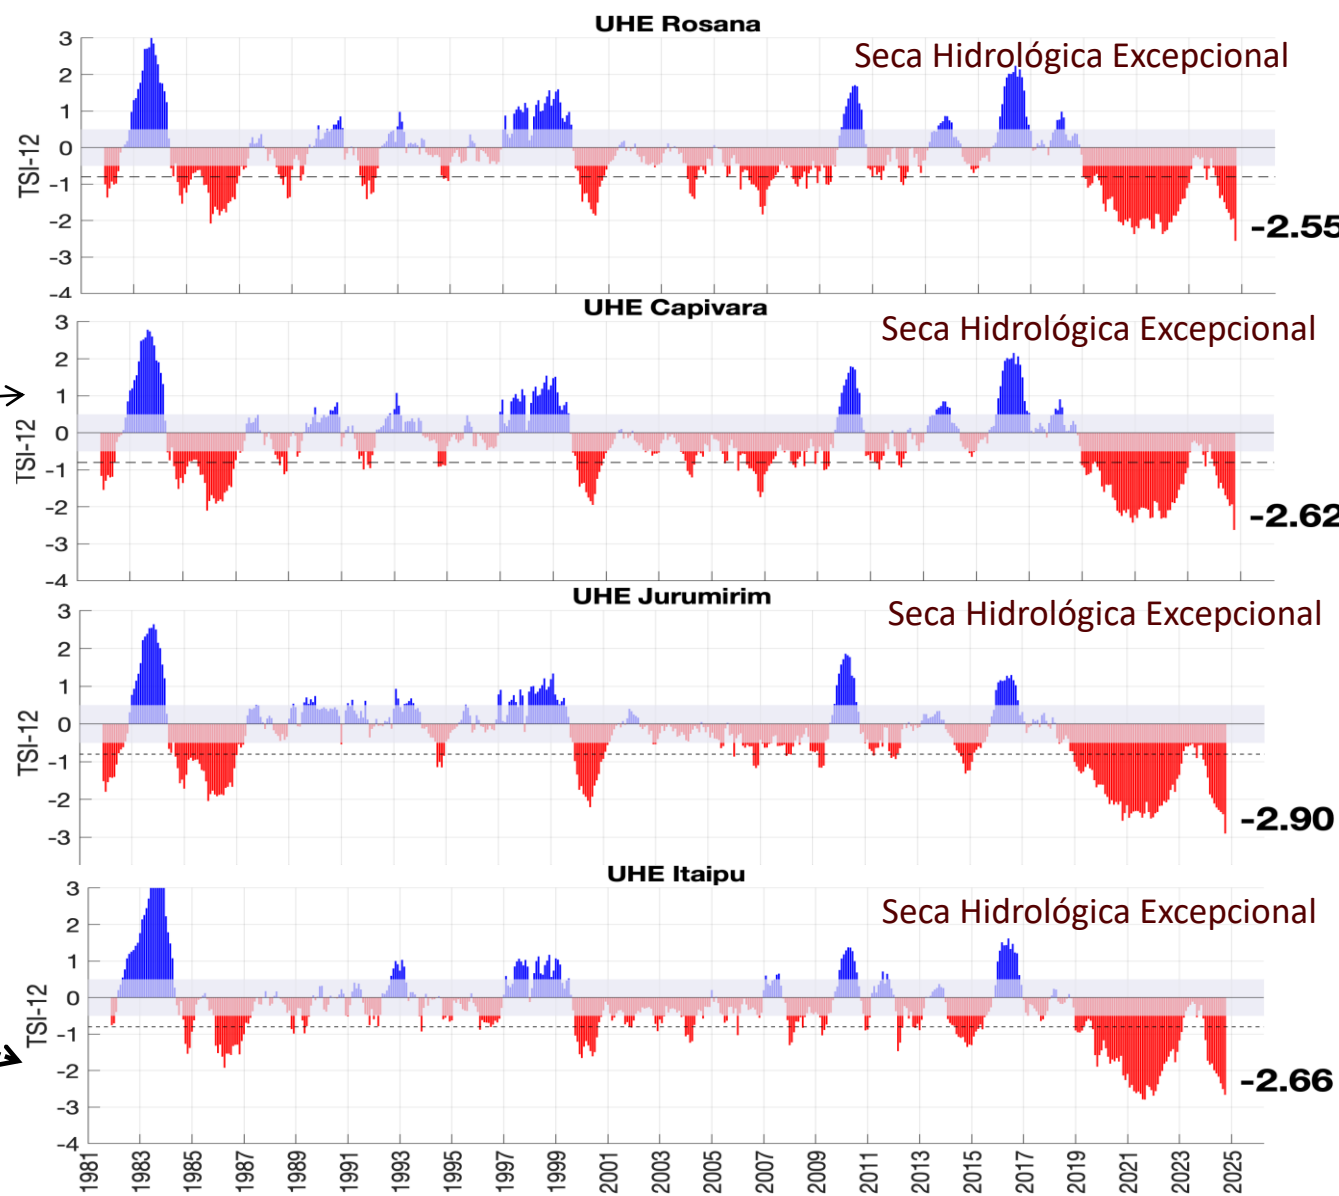 UHE Rosana
Seca Hidrológica Excepcional
3
2
1
0
-1
-2
-3
-4
TSI-12
-2.55
UHE Capivara
Seca Hidrológica Excepcional
3
2
1
0
-1
-2
-3
-4
TSI-12
-2.62
UHE Jurumirim
Seca Hidrológica Excepcional
3
2
1
0
-1
-2
-3
TSI-12
-2.90
UHE Itaipu
Seca Hidrológica Excepcional
3
2
1
0
-1
-2
-3
-4
TSI-12
-2.66
1981 1983 1985 1987 1989 1991 1993 1995 1997 1999 2001 2003 2005 2007 2009 2011 2013 2015 2017 2019 2021 2023 2025